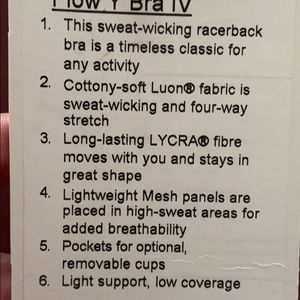 Flow Y Bra IV
1. This sweat-wicking racerback
bra is a timeless classic for
any activity
2. Cottony-soft Luon® fabric is
sweat-wicking and four-way
stretch
3. Long-lasting LYCRA® fibre
moves with you and stays in
great shape
4. Lightweight Mesh panels are
placed in high-sweat areas for
added breathability
5. Pockets for optional,
removable cups
6. Light support, low coverage